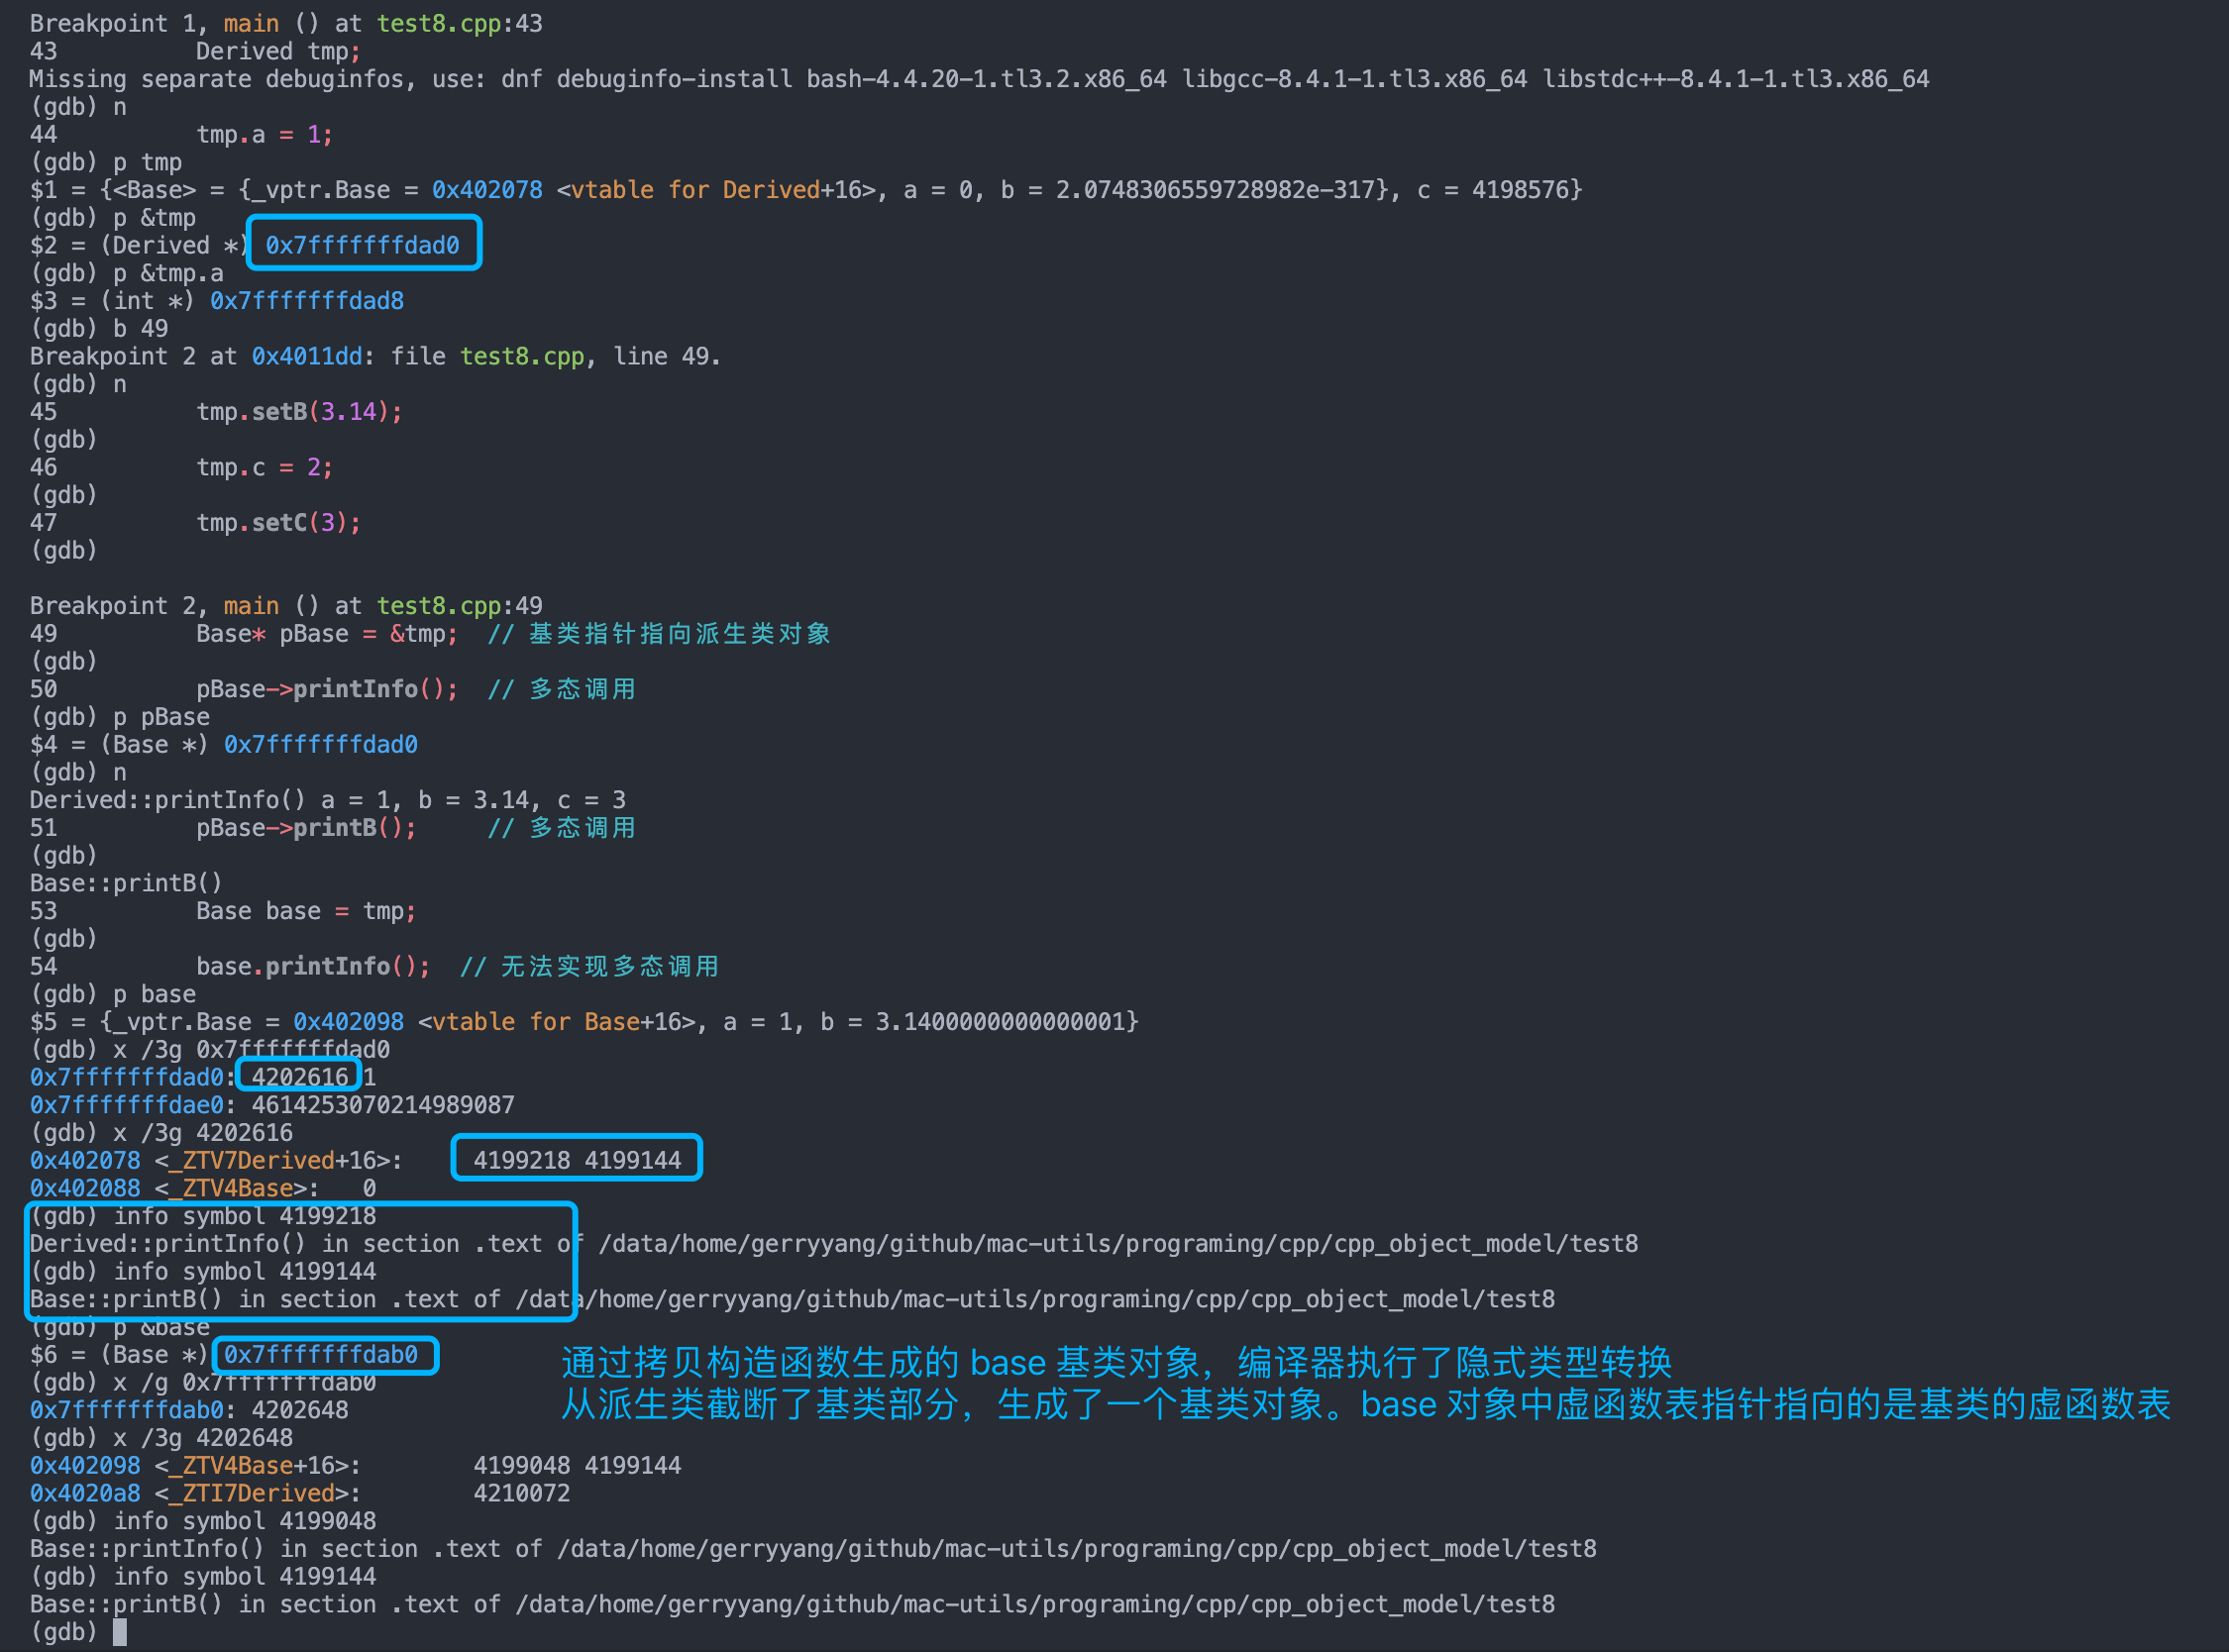 Breakpoint 1, main () at test8.cpp:43
43          Derived tmp;
Missing separate debuginfos, use: dnf debuginfo-install bash-4.4.20-1.tl3.2.x86_64 libgcc-8.4.1-1.tl3.x86_64 libstdc++-8.4.1-1.tl3.x86_64
(gdb) n
44          tmp.a = 1;
(gdb) p tmp
$1 = {<Base> = {_vptr.Base = 0x402078 <vtable for Derived+16>, a = 0, b = 2.0748306559728982e-317}, c = 4198576}
(gdb) p &tmp
$2 = (Derived *) 0x7fffffffdad0
(gdb) p &tmp.a
$3 = (int *) 0x7fffffffdad8
(gdb) b 49
Breakpoint 2 at 0x4011dd: file test8.cpp, line 49.
(gdb) n
45          tmp.setB(3.14);
(gdb)
46          tmp.c = 2;
(gdb)
47          tmp.setC(3);
(gdb)
Breakpoint 2, main () at test8.cpp:49
49          Base* pBase = &tmp;  // 基类指针指向派生类对象
(gdb)
50          pBase->printInfo();  // 多态调用
(gdb) p pBase
$4 = (Base *) 0x7fffffffdad0
(gdb) n
Derived::printInfo() a = 1, b = 3.14, c = 3
51          pBase->printB();     // 多态调用
(gdb)
Base::printB()
53          Base base = tmp;
(gdb)
54          base.printInfo();  // 无法实现多态调用
(gdb) p base
$5 = {_vptr.Base = 0x402098 <vtable for Base+16>, a = 1, b = 3.1400000000000001}
(gdb) x /3g 0x7fffffffdad0
0x7fffffffdad0: 4202616 1
0x7fffffffdae0: 4614253070214989087
(gdb) x /3g 4202616
0x402078 <_ZTV7Derived+16>:     4199218 4199144
0x402088 <_ZTV4Base>:   0
(gdb) info symbol 4199218
Derived::printInfo() in section .text of /data/home/gerryyang/github/mac-utils/programing/cpp/cpp_object_model/test8
(gdb) info symbol 4199144
Base::printB() in section .text of /data/home/gerryyang/github/mac-utils/programing/cpp/cpp_object_model/test8
(gdb) p &base
$6 = (Base *) 0x7fffffffdab0
通过拷贝构造函数生成的 base 基类对象，编译器执行了隐式类型转换
(gdb) x /g 0x7fffffffdab0
从派生类截断了基类部分，生成了一个基类对象。base 对象中虚函数表指针指向的是基类的虚函数表
0x7fffffffdab0: 4202648
(gdb) x /3g 4202648
0x402098 <_ZTV4Base+16>:        4199048 4199144
0x4020a8 <_ZTI7Derived>:        4210072
(gdb) info symbol 4199048
Base::printInfo() in section .text of /data/home/gerryyang/github/mac-utils/programing/cpp/cpp_object_model/test8
(gdb) info symbol 4199144
Base::printB() in section .text of /data/home/gerryyang/github/mac-utils/programing/cpp/cpp_object_model/test8
(gdb)